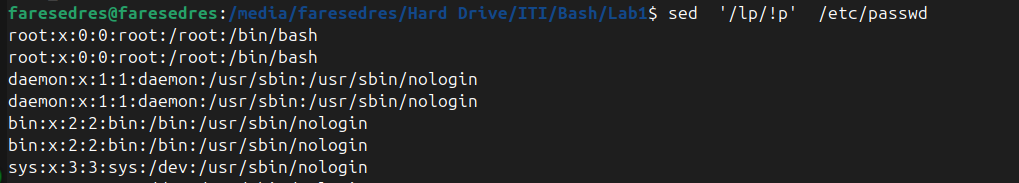 faresedres@faresedres:/media/faresedres/Hard Drive/ITI/Bash/Lab1$ sed  '/lp/!p'  /etc/passwd
root:x:0:0:root:/root:/bin/bash
root:x:0:0:root:/root:/bin/bash
daemon:x:1:1:daemon:/usr/sbin:/usr/sbin/nologin
daemon:x:1:1:daemon:/usr/sbin:/usr/sbin/nologin
bin:x:2:2:bin:/bin:/usr/sbin/nologin
bin:x:2:2:bin:/bin:/usr/sbin/nologin
sys:x:3:3:sys:/dev:/usr/sbin/nologin